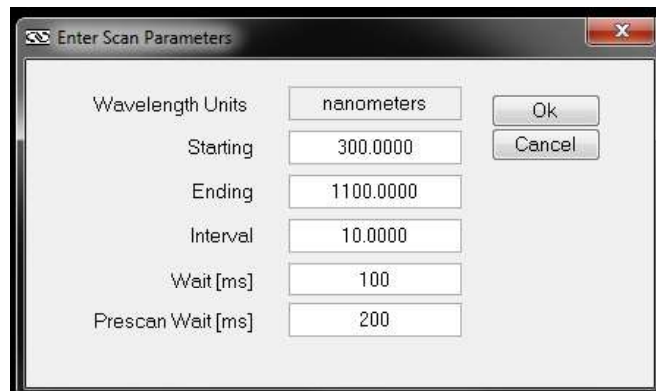 Enter Scan Parameters
Wavelength Units nanometers Ok
Starting 300.0000 Cancel
Ending 1100.0000
Interval 10.0000
Wait [ms] 100
Prescan Wait [ms] 200